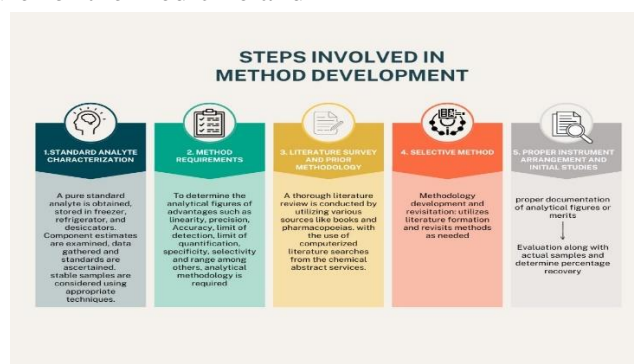 STEPS INVOLVED IN
METHOD DEVELOPMENT
1.STANDARD ANALYTE
CHARACTERIZATION
A pure standard
analyte is obtained,
stored in freezer,
refrigerator, and
desiccators.
Component estimates
are examined, data
gathered and
standards are
ascertained.
stable samples are
considered using
appropriate
techniques.
2. METHOD
REQUIREMENTS
To determine the
analytical figures of
advantages such as
linearity, precision,
Accuracy, limit of
detection, limit of
quantification,
specificity, selectivity
and range among
others, analytical
methodology is
required
3. LITERATURE SURVEY
AND PRIOR
METHODOLOGY
A thorough literature
review is conducted by
utilizing various
sources like books and
pharmacopoeias, with
the use of
computerized
literature searches
from the chemical
abstract services.
4. SELECTIVE METHOD
Methodology
development and
revisitation: utilizes
literature formation
and revisits methods
as needed
5. PROPER INSTRUMENT
ARRANGEMENT AND
INITIAL STUDIES
proper documentation
of analytical figures or
merits
Evaluation along with
actual samples and
determine percentage
recovery